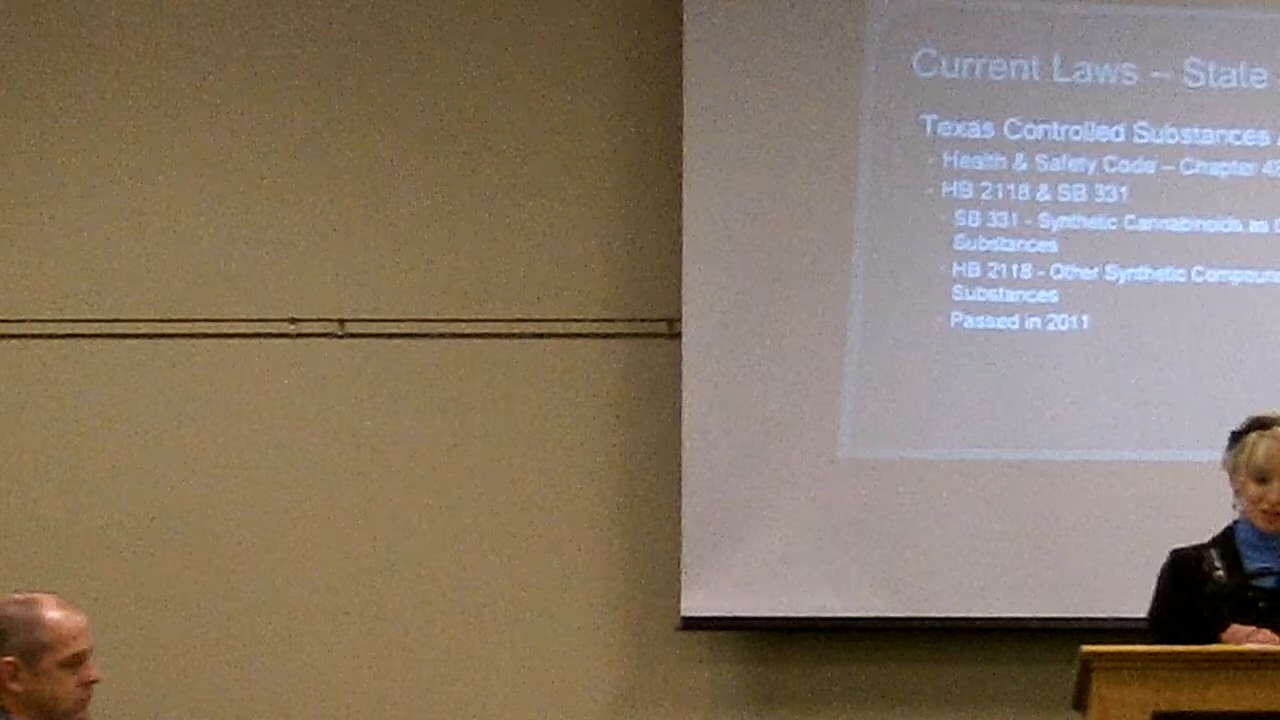 Current Laws – State
Texas Controlled Substances
- Health & Safety Code – Chapter
- HB 2118 & SB 331
- SB 331 - Synthetic Cannabinoids as
Substances
- HB 2118 - Other Synthetic
Substances
- Passed in 2011